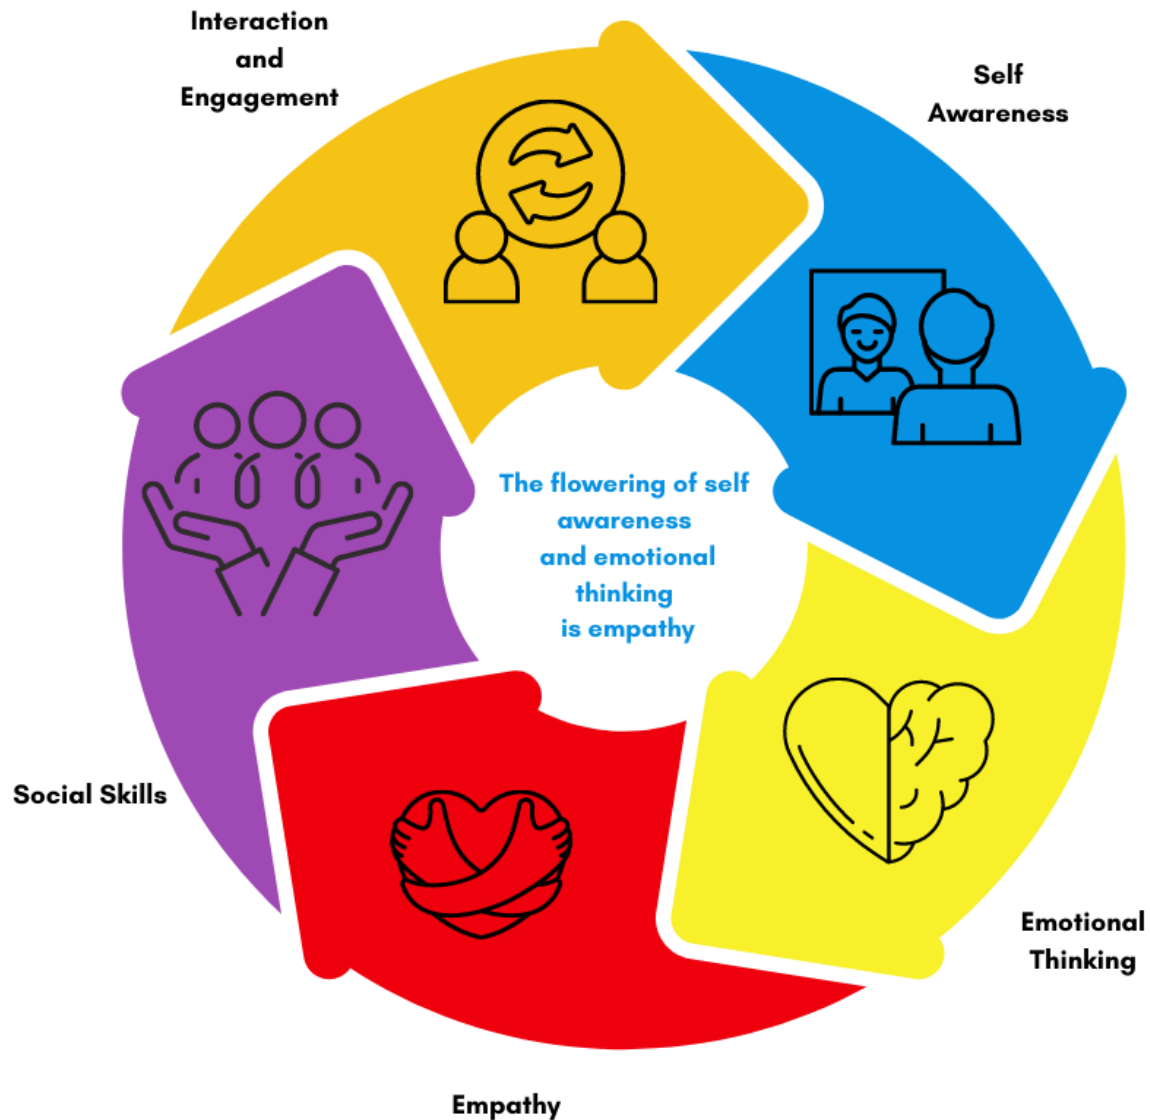 Interaction
and
Engagement
Self
Awareness
The flowering of self
awareness
and emotional
thinking
is empathy
Social Skills
Emotional
Thinking
Empathy